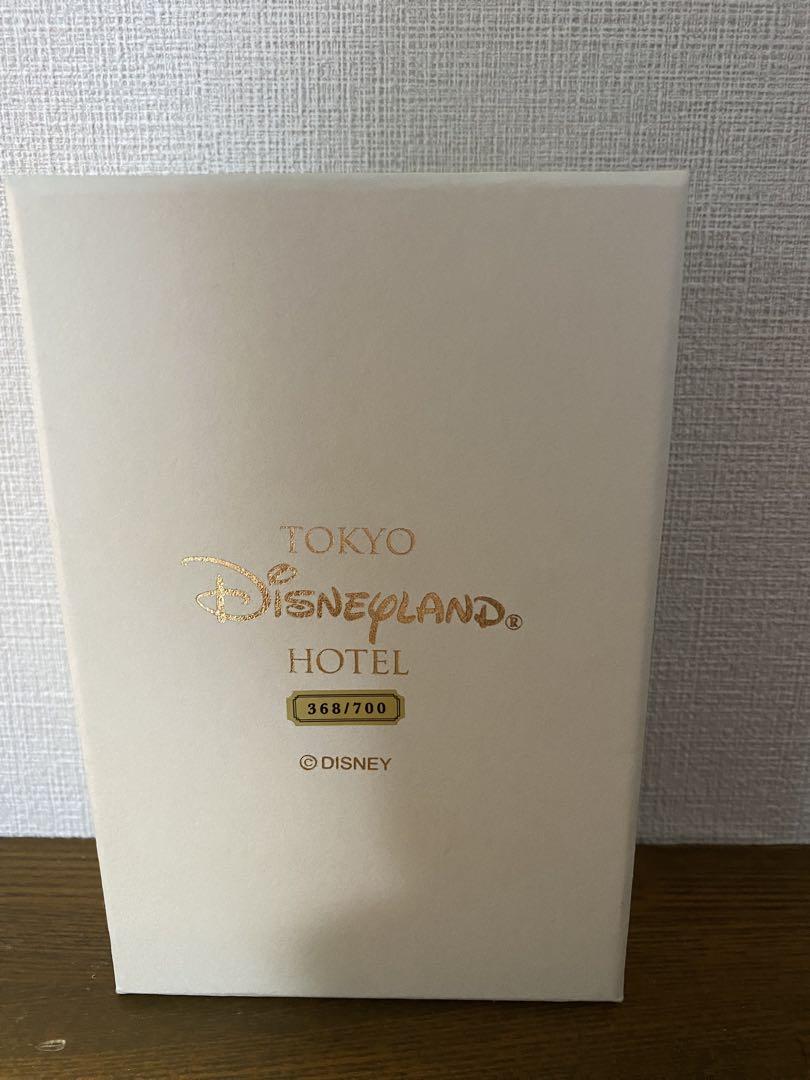 TOKYO
DISNEYLAND®
HOTEL
368/700
©DISNEY